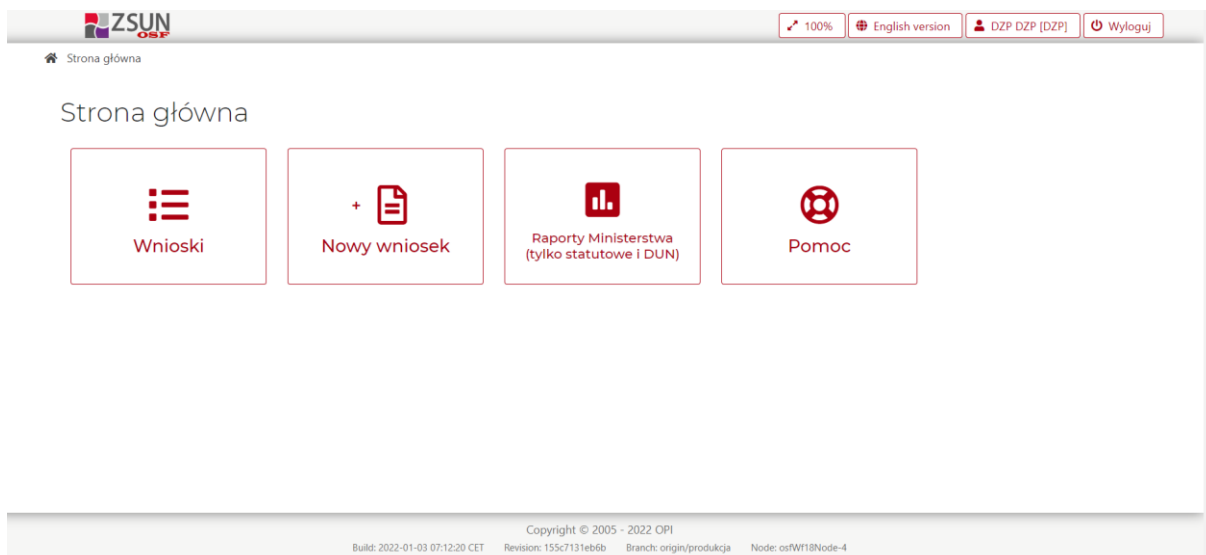 ZSUN
OSF
100% English version DZP DZP [DZP] Wyloguj
Strona główna
Strona główna
Wnioski
+ Nowy wniosek
Raporty Ministerstwa
(tylko statutowe i DUN)
Pomoc
Copyright © 2005 - 2022 OPI
Build: 2022-01-03 07:12:20 CET Revision: 155c7131eb6b Branch: origin/produkcja Node: osfWf18Node-4